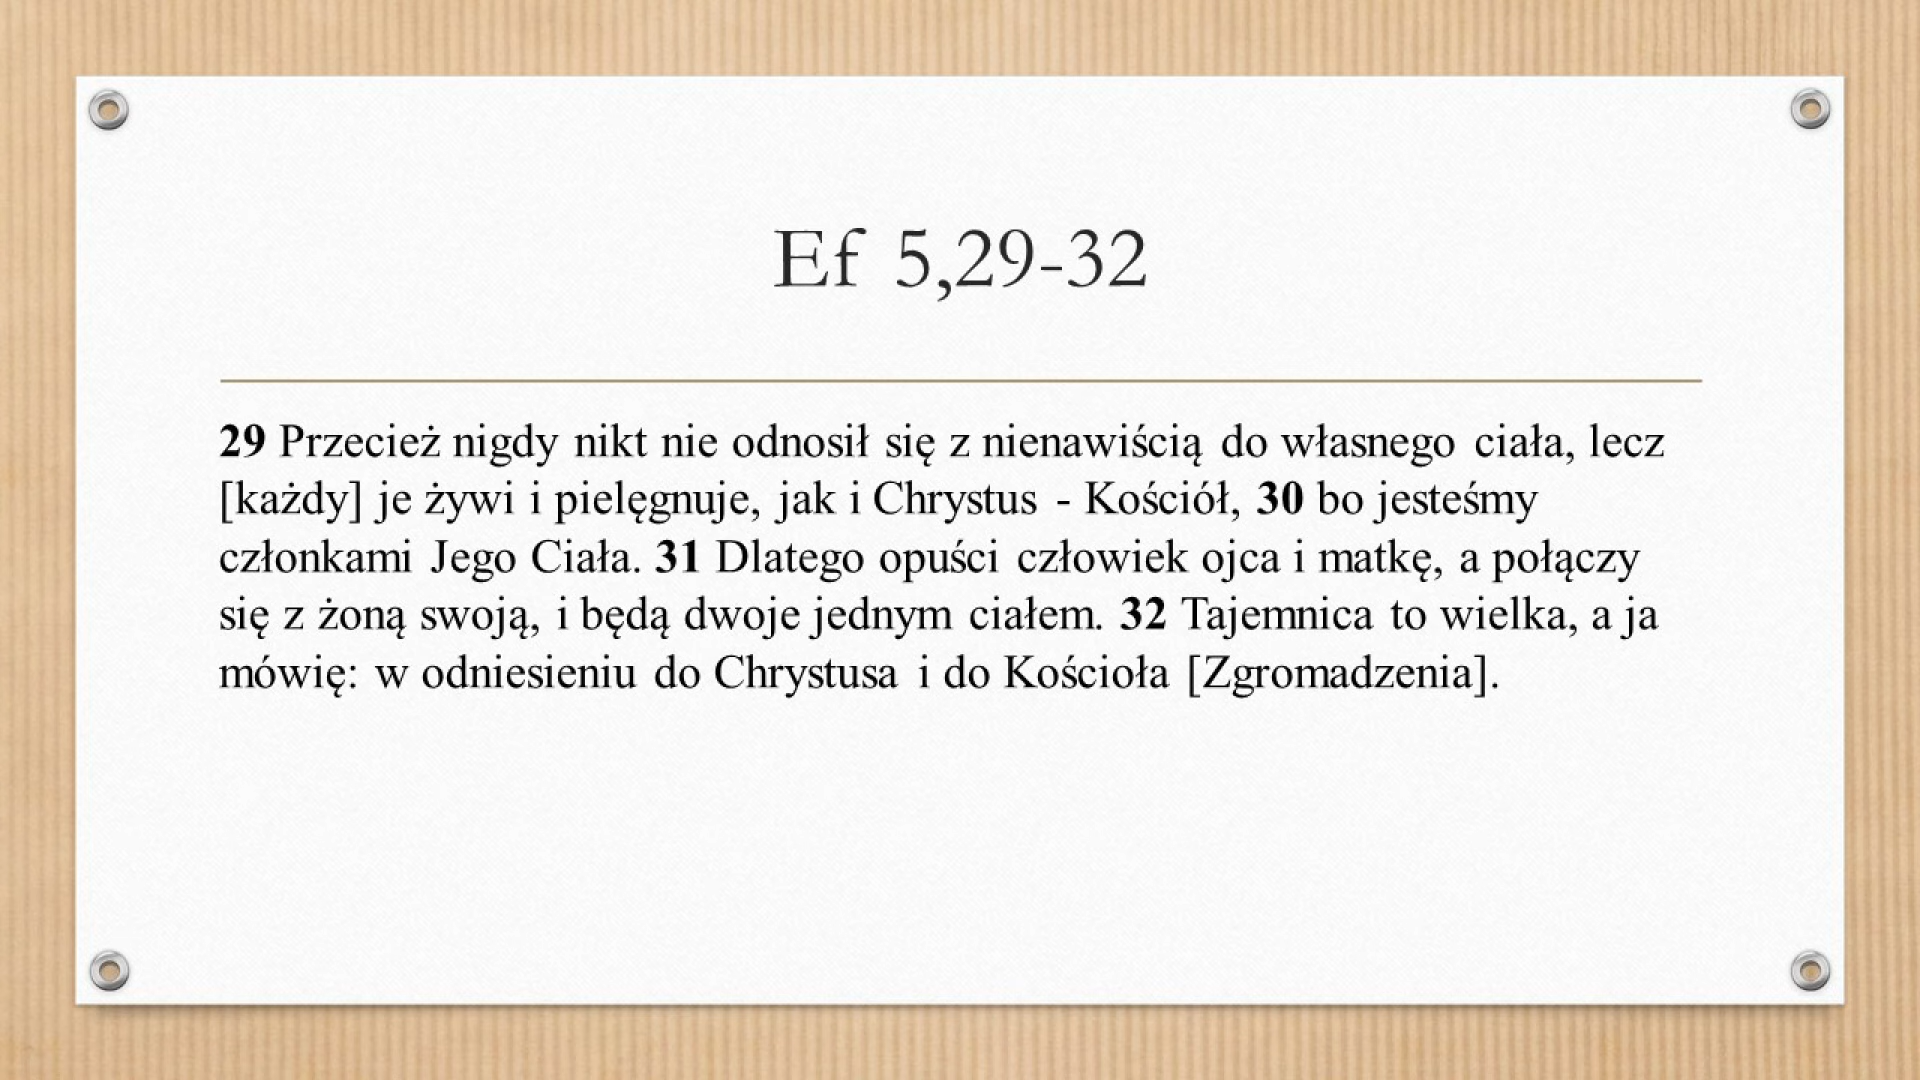 Ef 5,29-32
29 Przecież nigdy nikt nie odnosił się z nienawiścią do własnego ciała, lecz
[każdy] je żywi i pielęgnuje, jak i Chrystus - Kościół, 30 bo jesteśmy
członkami Jego Ciała. 31 Dlatego opuści człowiek ojca i matkę, a połączy
się z żoną swoją, i będą dwoje jednym ciałem. 32 Tajemnica to wielka, a ja
mówię: w odniesieniu do Chrystusa i do Kościoła [Zgromadzenia].